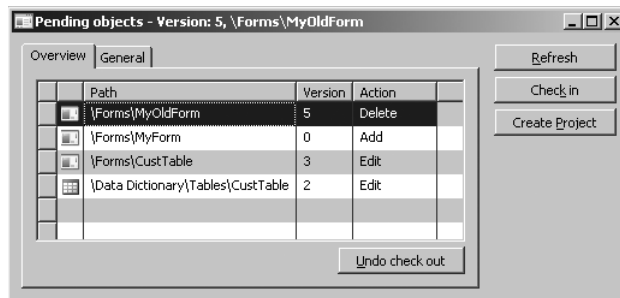 Pending objects - Version: 5, \Forms\MyOldForm
Overview General
Refresh
Check in
Create Project
Path Version Action
\Forms\MyOldForm 5 Delete
\Forms\MyForm 0 Add
\Forms\CustTable 3 Edit
\Data Dictionary\Tables\CustTable 2 Edit
Undo check out